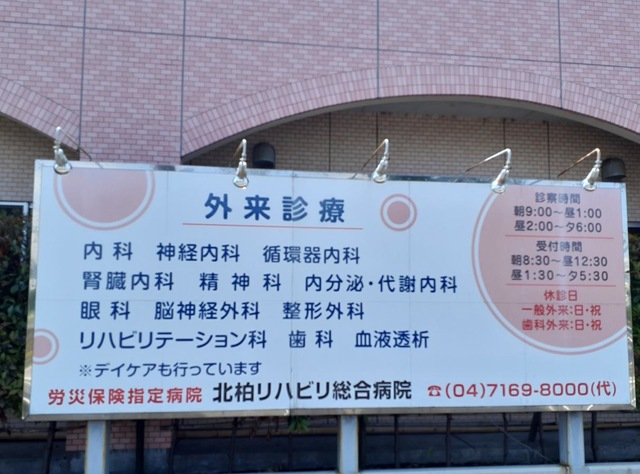 外来診療
内科 神経内科 循環器内科
腎臓内科 精神科 内分泌・代謝内科
眼科 脳神経外科 整形外科
リハビリテーション科 歯科 血液透析
※デイケアも行っています
労災保険指定病院 北柏リハビリ総合病院 ☎(04)7169-8000(代)
診察時間
朝9:00～昼1:00
昼2:00～夕6:00
受付時間
朝8:30～昼12:30
昼1:30～夕5:30
休診日
一般外来:日・祝
歯科外来:日・祝